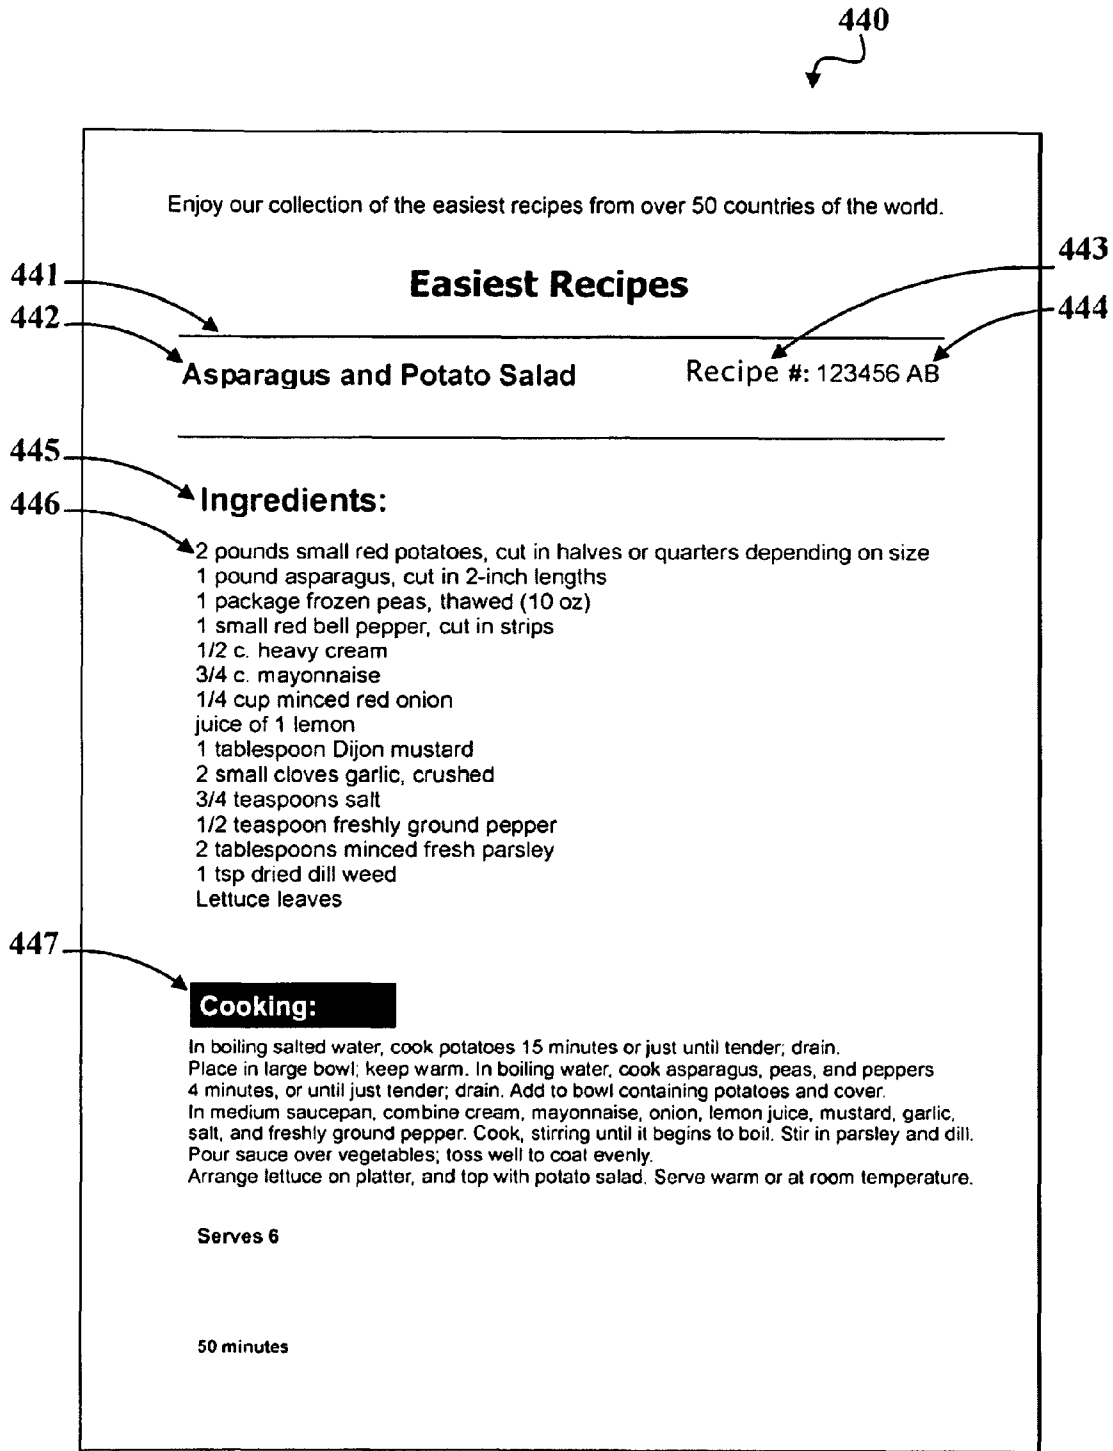 440
Enjoy our collection of the easiest recipes from over 50 countries of the world.
443
441
Easiest Recipes
442
444
Asparagus and Potato Salad Recipe #: 123456 AB
445
Ingredients:
446
2 pounds small red potatoes, cut in halves or quarters depending on size
1 pound asparagus, cut in 2-inch lengths
1 package frozen peas, thawed (10 oz)
1 small red bell pepper, cut in strips
1/2 c. heavy cream
3/4 c. mayonnaise
1/4 cup minced red onion
juice of 1 lemon
1 tablespoon Dijon mustard
2 small cloves garlic, crushed
3/4 teaspoons salt
1/2 teaspoon freshly ground pepper
2 tablespoons minced fresh parsley
1 tsp dried dill weed
Lettuce leaves
447
Cooking:
In boiling salted water, cook potatoes 15 minutes or just until tender; drain.
Place in large bowl; keep warm. In boiling water, cook asparagus, peas, and peppers
4 minutes, or until just tender; drain. Add to bowl containing potatoes and cover.
In medium saucepan, combine cream, mayonnaise, onion, lemon juice, mustard, garlic,
salt, and freshly ground pepper. Cook, stirring until it begins to boil. Stir in parsley and dill.
Pour sauce over vegetables; toss well to coat evenly.
Arrange lettuce on platter, and top with potato salad. Serve warm or at room temperature.
Serves 6
50 minutes